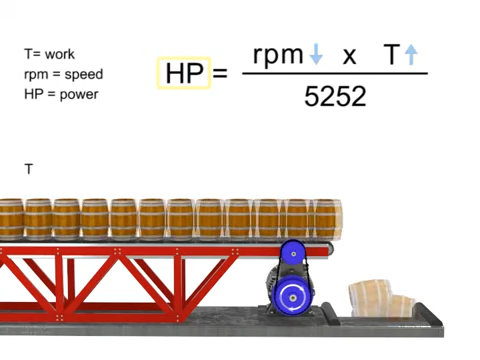 T= work
rpm = speed
HP = power
HP = rpm x T
5252
T